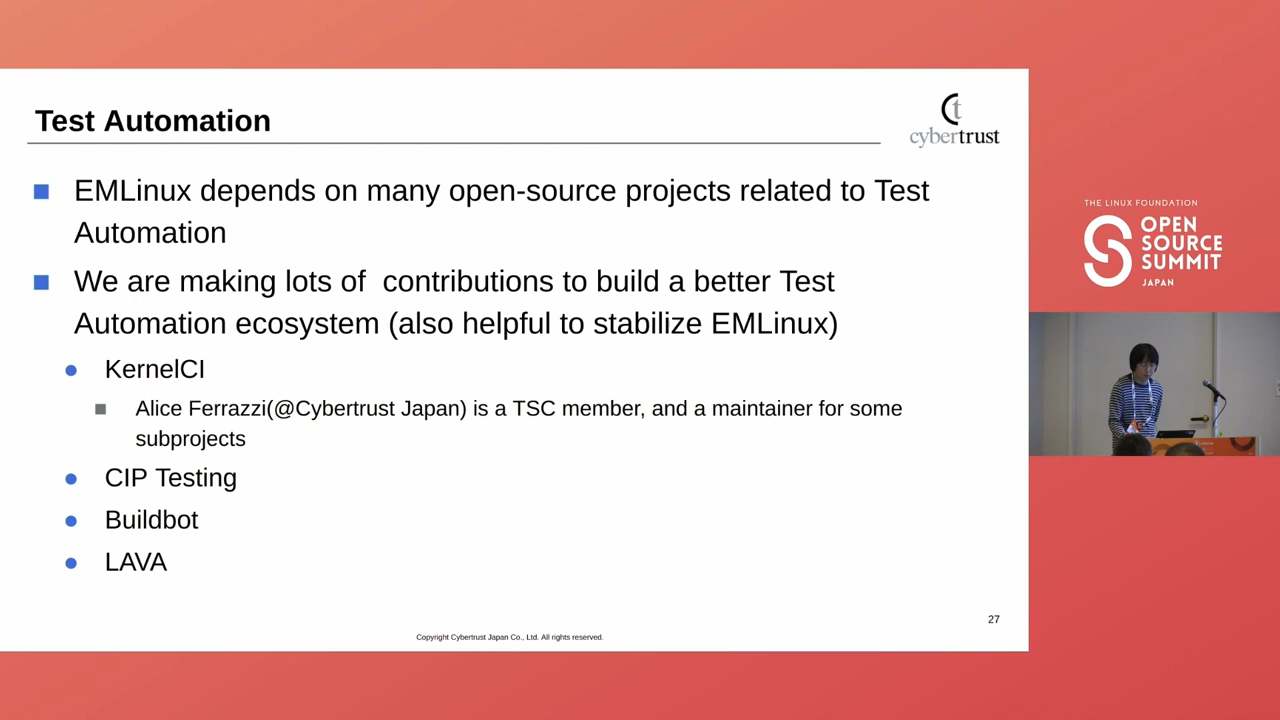 Test Automation
cybertrust
EMLinux depends on many open-source projects related to Test
Automation
We are making lots of  contributions to build a better Test
Automation ecosystem (also helpful to stabilize EMLinux)
KernelCI
Alice Ferrazzi(@Cybertrust Japan) is a TSC member, and a maintainer for some
subprojects
CIP Testing
Buildbot
LAVA
27
Copyright Cybertrust Japan Co., Ltd. All rights reserved.
THE LINUX FOUNDATION
OPEN
SOURCE
SUMMIT
JAPAN